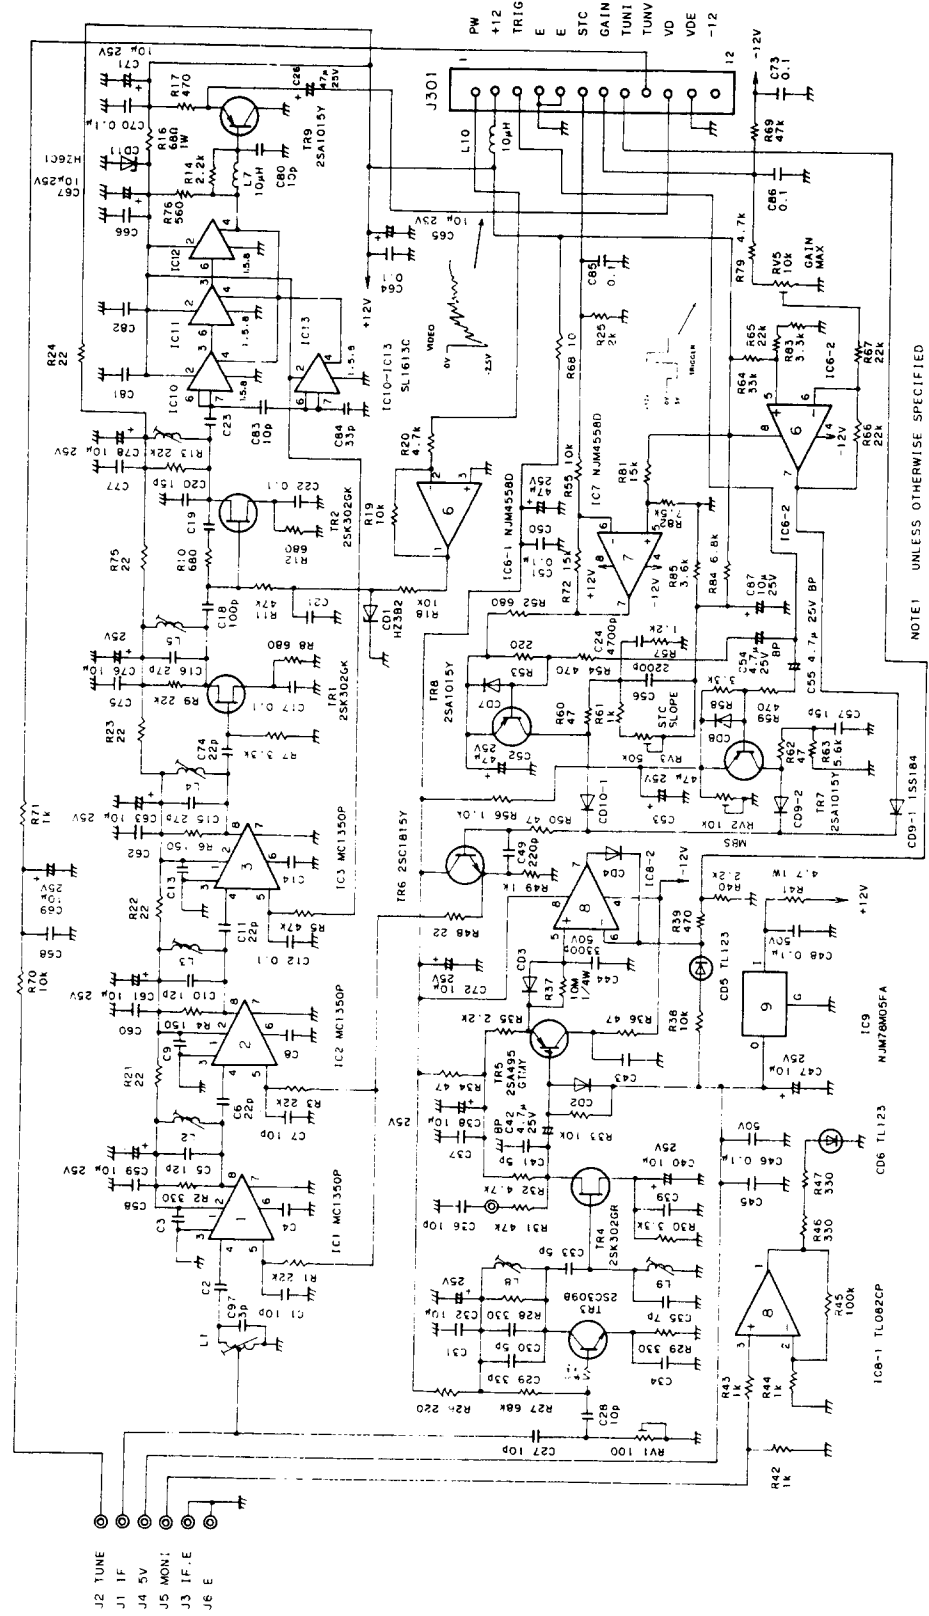 J2 TUNE
J1 IF
J4 5V
J5 MONI
J3 IF.E
J6 E
R70
10k
C68
C69
10μ
25V
R71
1k
L1
C97
3p
C2
C1 10p
R1 22k
IC1 MC1350P
C3
C4
C58
C59 10μ 25V
R2 330
C5 12p
L2
R21
22
C6
22p
C7 10p
R3 22k
IC2 MC1350P
C8
C9
C60
C61 10μ 25V
R4 150
C10 12p
L3
R22
22
C11
22p
C12 0.1
R5 47k
IC3 MC1350P
C13
C14
C62
C63 10μ 25V
R6 150
C15 27p
L4
R23
22
C74
22p
R7 3.3k
TR1
2SK302GK
C17 0.1
R8 680
C75
C76 10μ 25V
R9 22k
C16 27p
L5
R75
22
C18
100p
R10
680
C19
R11
47k
C21
CD1
HZ3B2
R12
680
C22 0.1
TR2
2SK302GK
C20 15p
C77
C78 10μ 25V
R13 22k
R24
22
C23
C83
10p
C84
33p
C81
C82
IC10
IC11
IC12
IC13
1.5.8
1.5.8
1.5.8
1.5.8
IC10-IC13
SL1613C
C66
C67
10μ25V
HZ6C1
CD11
R76
560
R14
2.2k
L7
10μH
C80
10p
R16
68Ω
1W
C70 0.1μ
C71
10μ 25V
R17
470
TR9
2SA1015Y
C26
47μ
25V
+12V
C64
0.1
C65
10μ 25V
VIDEO
0V
-2.5V
R18
10k
R19
10k
R20
4.7k
IC6-1 NJM4558D
J301
1
12
PW
+12
TRIG
E
E
STC
GAIN
TUNI
TUNV
VD
VDE
-12
L10
10μH
-12V
C73
0.1
R69
47k
C86
0.1
R79 4.7k
RV5
10k
GAIN
MAX
R68 10
C85
0.1
R25
2k
TRIGGER
R55 10k
IC7 NJM4558D
R81
15k
R82
7.5k
R85
3.6k
R84 6.8k
C87
10μ
25V
R64
33k
R65
22k
R83
3.3k
R66
22k
R67
22k
IC6-2
IC6-2
-12V
C50
47μ
25V
C51
0.1μ
R72 15k
+12V
-12V
R52 680
TR8
2SA1015Y
CD7
R53
220
C52
47μ
25V
R54 470
C24
4700p
R57
1.2k
C56
2200p
R60
47
R61
1k
STC
SLOPE
RV3
50k
C53
47μ 25V
CD10-1
R56 1.0k
R50 47
TR6 2SC1815Y
C49
220p
R49 1k
R48 22
C72 10μ
25V
C54
4.7μ
25V
BP
C55 4.7μ 25V BP
R58
3.3k
R59
470
CD8
R62
47
R63
5.6k
C57 15p
TR7
2SA1015Y
CD9-2
RV2 10k
MBS
CD9-1 1SS184
CD4
IC8-2
-12V
CD3
R37
10M
1/4W
C44
3300p
50V
R35 2.2k
R36 47
TR5
2SA495
GTMY
C43
CD2
R33 10k
R34 47
C37
C38 10μ
25V
C41 5p
C42
4.7μ
25V
BP
R32 4.7k
R31 47k
C36 10p
TR4
2SK302GR
C39
C40 10μ
25V
R30 3.3k
C33 5p
L8
L9
C35 7p
R28 330
C30 5p
TR3
2SC3098
R29 330
C34
C31
C32 10μ
25V
C29 33p
R26 220
R27 68k
C28
10p
C27 10p
RV1 100
25V
R38
10k
CD5 TL123
R39
470
R40
2.2k
R41
4.7 1W
+12V
C48 0.1μ
50V
IC9
NJM78M05FA
C47 10μ
25V
C45
C46 0.1μ
50V
CD6 TL123
R47
330
R46
330
R45
100k
R43
1k
R44
1k
R42
1k
IC8-1 TL082CP
NOTE1 UNLESS OTHERWISE SPECIFIED